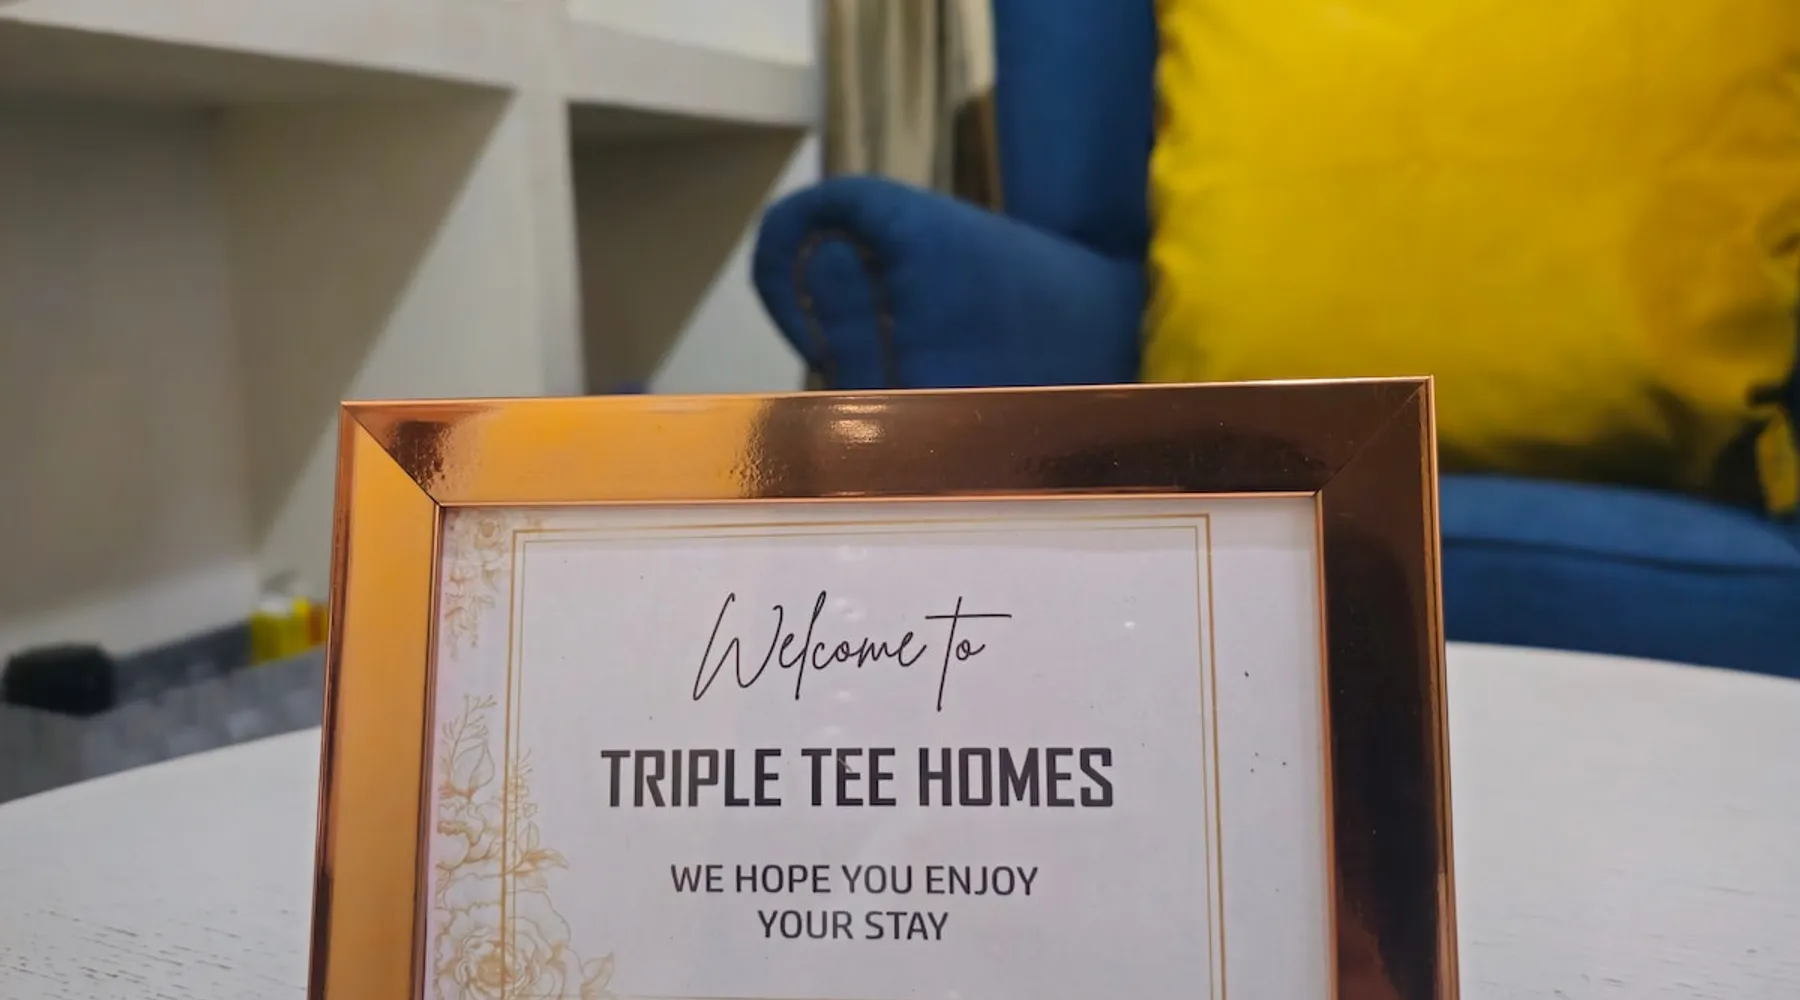 Welcome to
TRIPLE TEE HOMES
WE HOPE YOU ENJOY
YOUR STAY